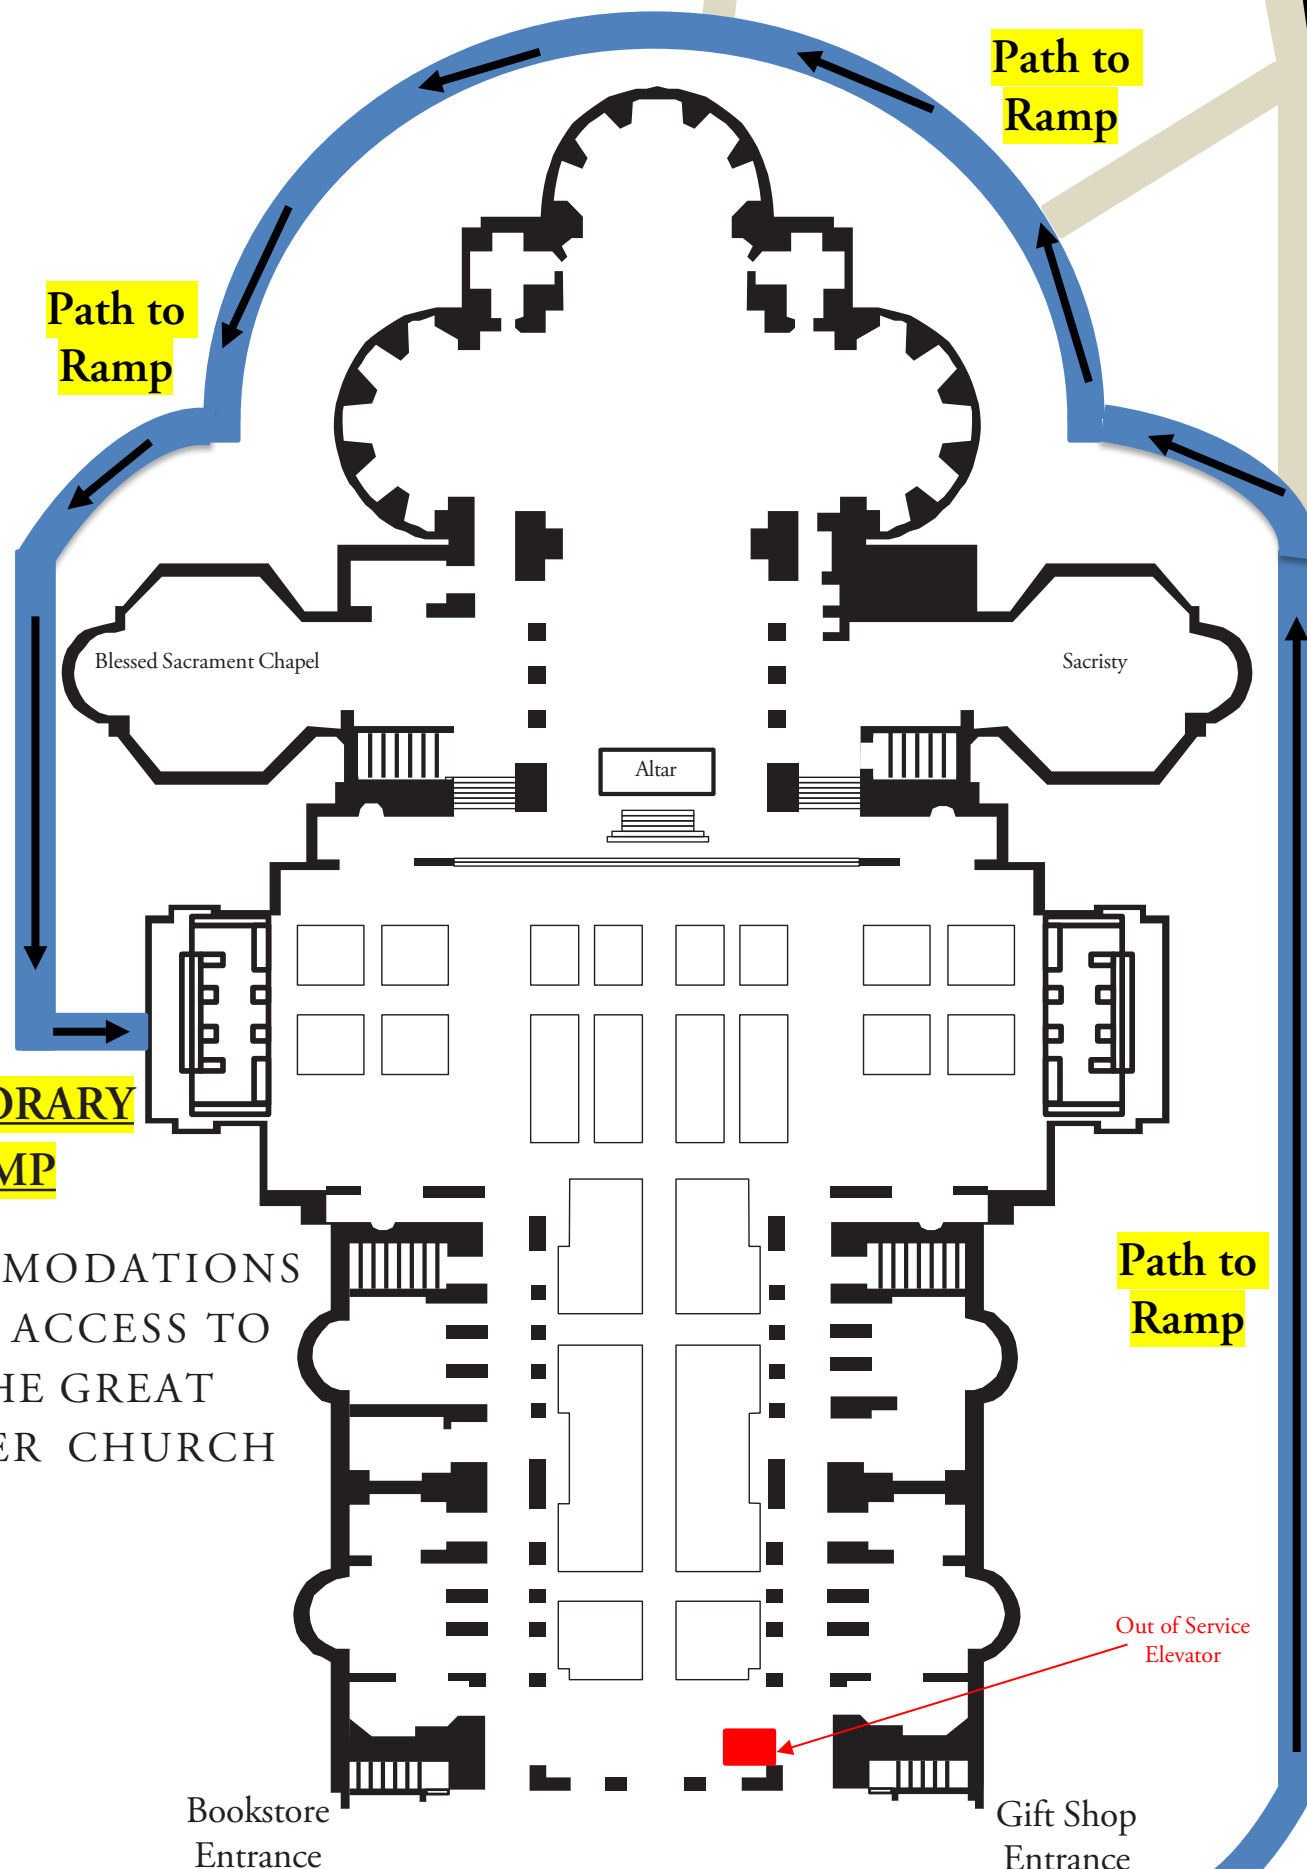 Path to
Ramp
Path to
Ramp
Blessed Sacrament Chapel
Sacristy
Altar
ORARY
MP
MODATIONS
ACCESS TO
HE GREAT
ER CHURCH
Path to
Ramp
Out of Service
Elevator
Bookstore
Entrance
Gift Shop
Entrance